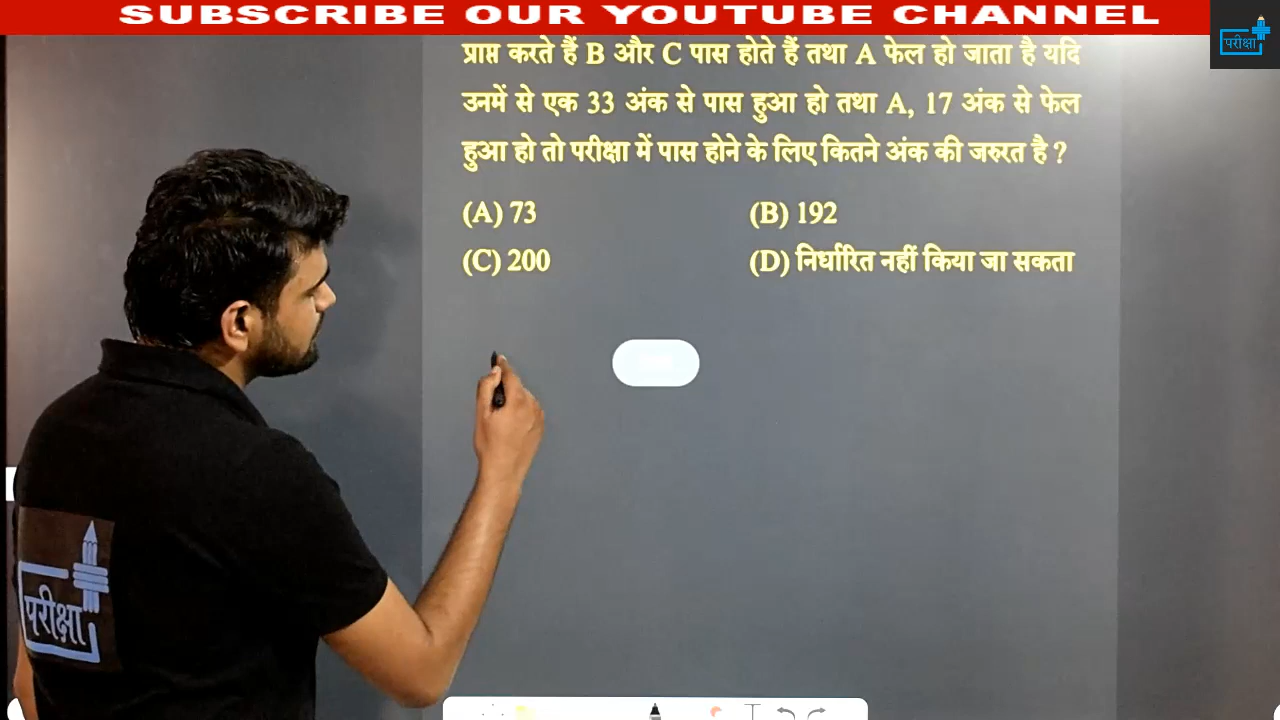 SUBSCRIBE OUR YOUTUBE CHANNEL
परीक्षा
प्राप्त करते हैं B और C पास होते हैं तथा A फेल हो जाता है यदि
उनमें से एक 33 अंक से पास हुआ हो तथा A, 17 अंक से फेल
हुआ हो तो परीक्षा में पास होने के लिए कितने अंक की जरुरत है ?
(A) 73 (B) 192
(C) 200 (D) निर्धारित नहीं किया जा सकता
परीक्षा